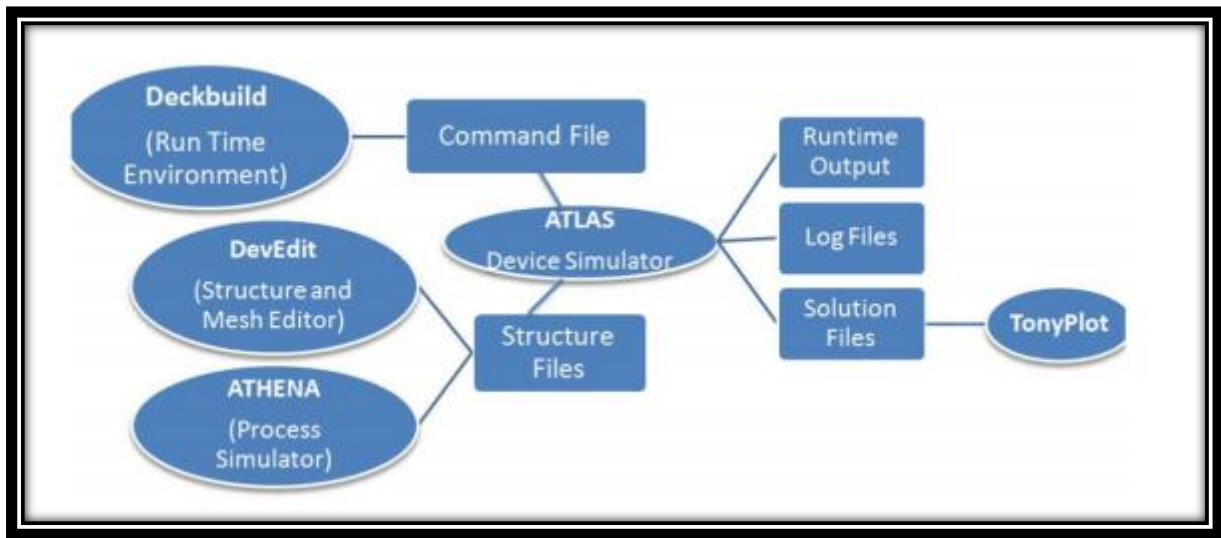 Deckbuild
(Run Time
Environment)
Command File
DevEdit
(Structure and
Mesh Editor)
ATHENA
(Process
Simulator)
Structure
Files
ATLAS
Device Simulator
Runtime
Output
Log Files
Solution
Files
TonyPlot